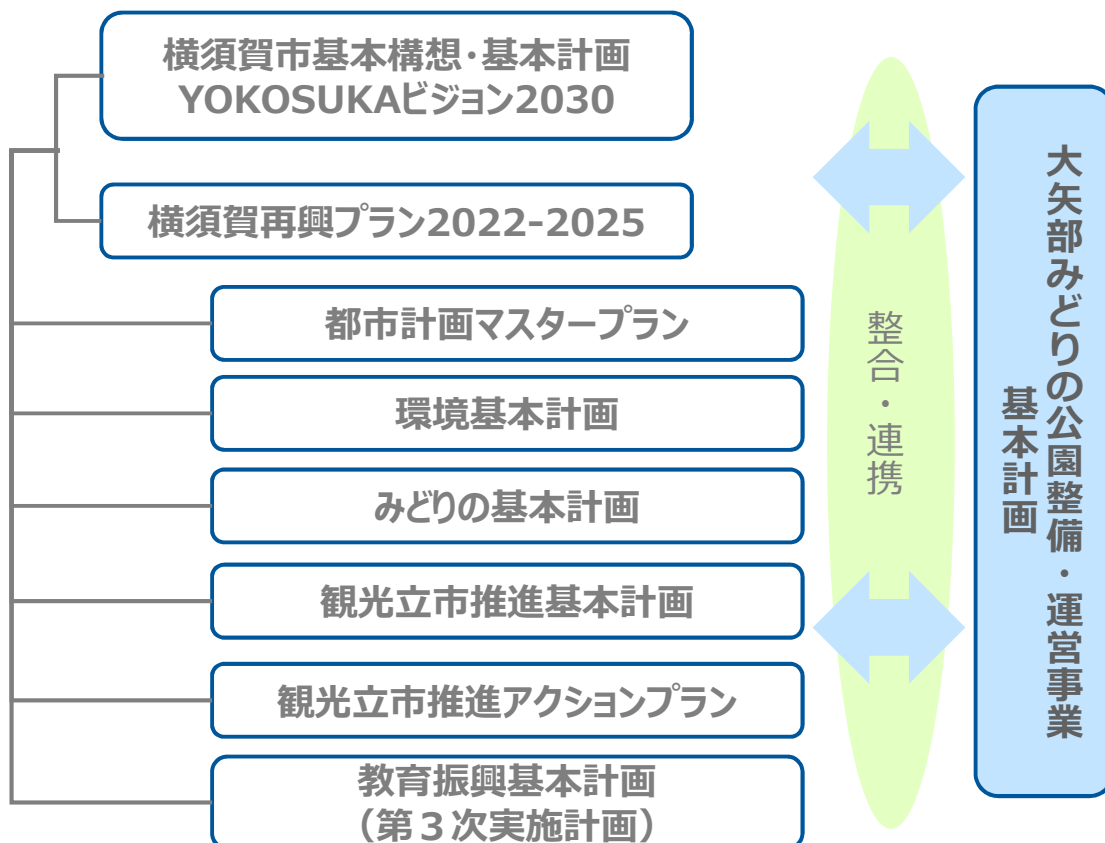 横須賀市基本構想・基本計画
YOKOSUKAビジョン2030
横須賀再興プラン2022-2025
都市計画マスタープラン
環境基本計画
みどりの基本計画
観光立市推進基本計画
観光立市推進アクションプラン
教育振興基本計画
（第３次実施計画）
整合・連携
大矢部みどりの公園整備・運営事業
基本計画